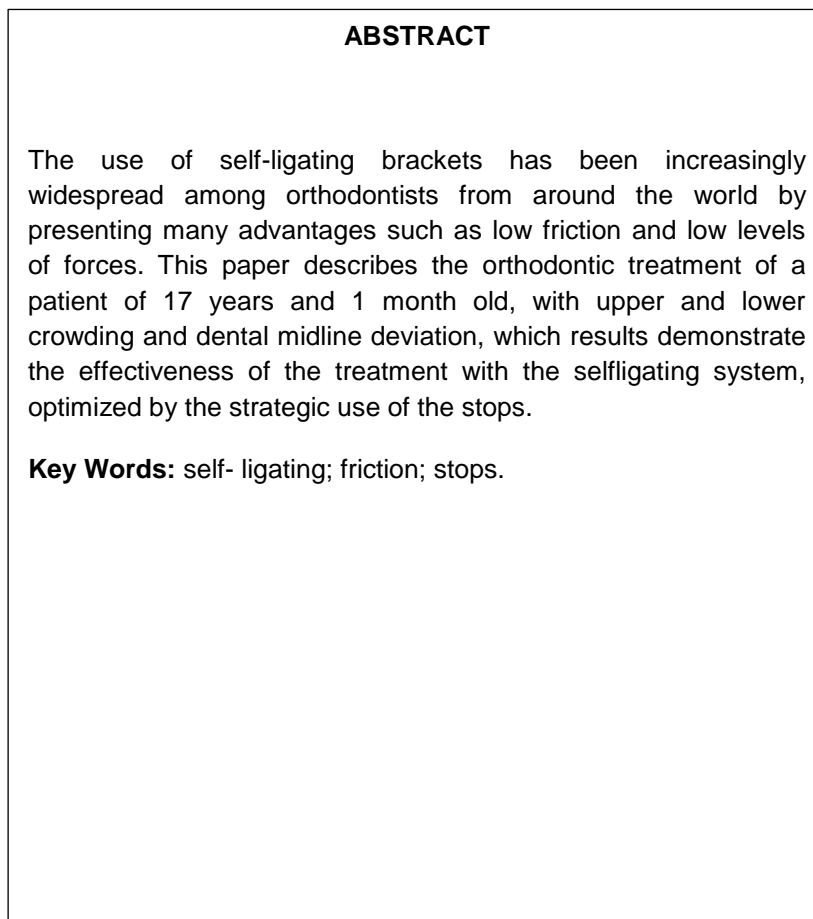 ABSTRACT
The use of self-ligating brackets has been increasingly
widespread among orthodontists from around the world by
presenting many advantages such as low friction and low levels
of forces. This paper describes the orthodontic treatment of a
patient of 17 years and 1 month old, with upper and lower
crowding and dental midline deviation, which results demonstrate
the effectiveness of the treatment with the selfligating system,
optimized by the strategic use of the stops.
Key Words: self- ligating; friction; stops.